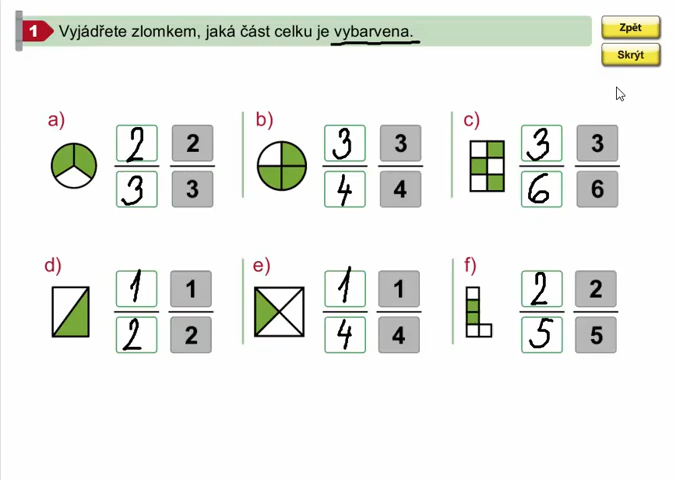 1 Vyjádřete zlomkem, jaká část celku je vybarvena.
Zpět
Skrýt
a)
2 2
3 3
b)
3 3
4 4
c)
3 3
6 6
d)
1 1
2 2
e)
1 1
4 4
f)
2 2
5 5